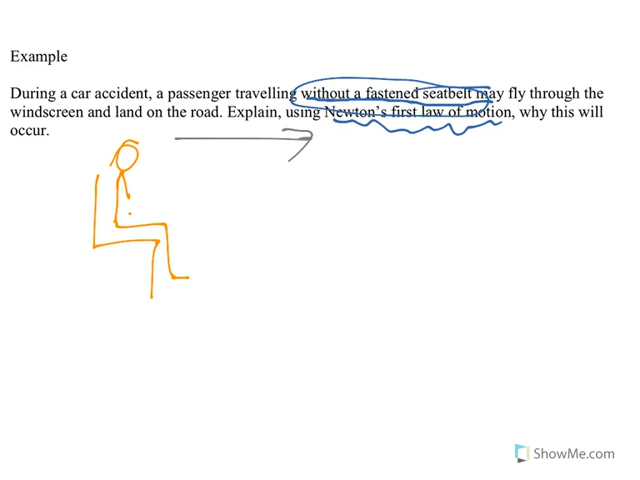 Example
During a car accident, a passenger travelling without a fastened seatbelt may fly through the
windscreen and land on the road. Explain, using Newton's first law of motion, why this will
occur.
ShowMe.com